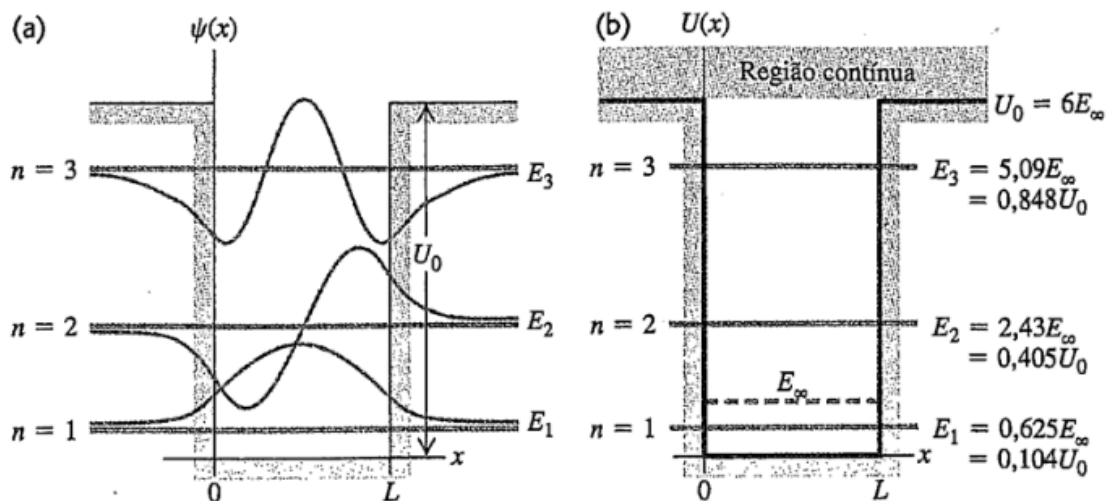 (a)
ψ(x)
n = 3
E₃
U₀
n = 2
E₂
n = 1
E₁
x
0
L
(b)
U(x)
Região contínua
U₀ = 6E∞
n = 3
E₃ = 5,09E∞
= 0,848U₀
n = 2
E₂ = 2,43E∞
= 0,405U₀
E∞
n = 1
E₁ = 0,625E∞
= 0,104U₀
x
0
L